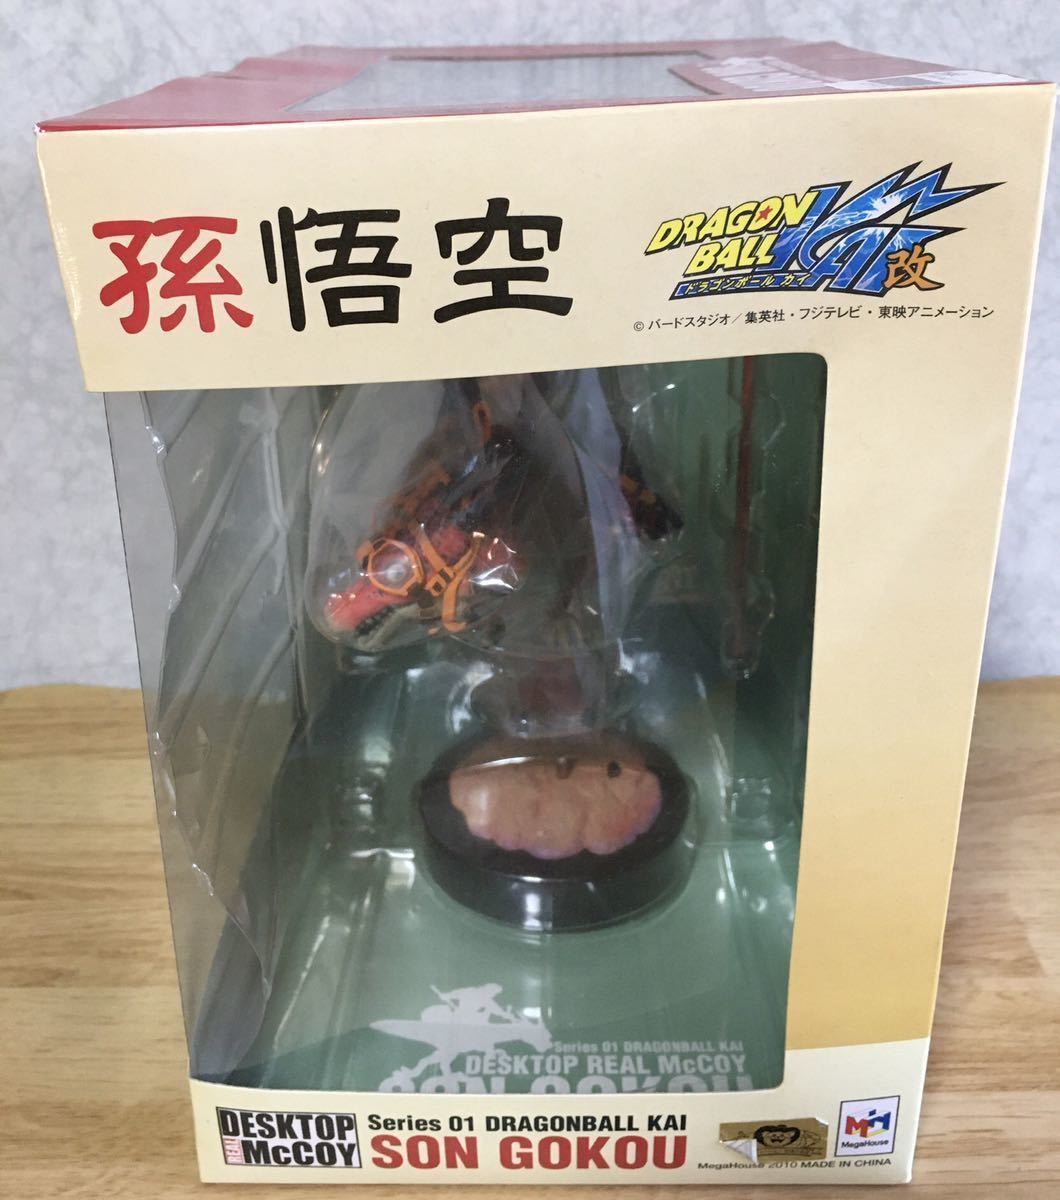 孫悟空
DRAGON
BALL KAI 改
ドラゴンボール カイ
© バードスタジオ／集英社・フジテレビ・東映アニメーション
Series 01 DRAGONBALL KAI
DESKTOP REAL McCOY
SON GOKOU
DESKTOP
REAL McCOY
Series 01 DRAGONBALL KAI
SON GOKOU
MegaHouse
MegaHouse 2010 MADE IN CHINA